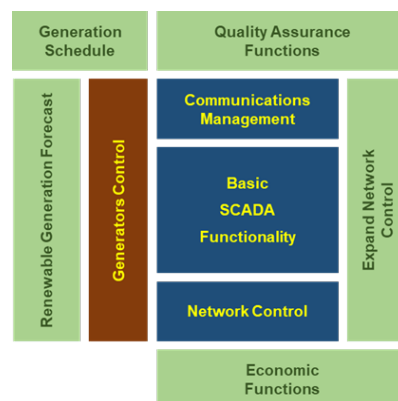 Generation
Schedule
Quality Assurance
Functions
Renewable Generation Forecast
Generators Control
Communications
Management
Basic
SCADA
Functionality
Network Control
Expand Network
Control
Economic
Functions